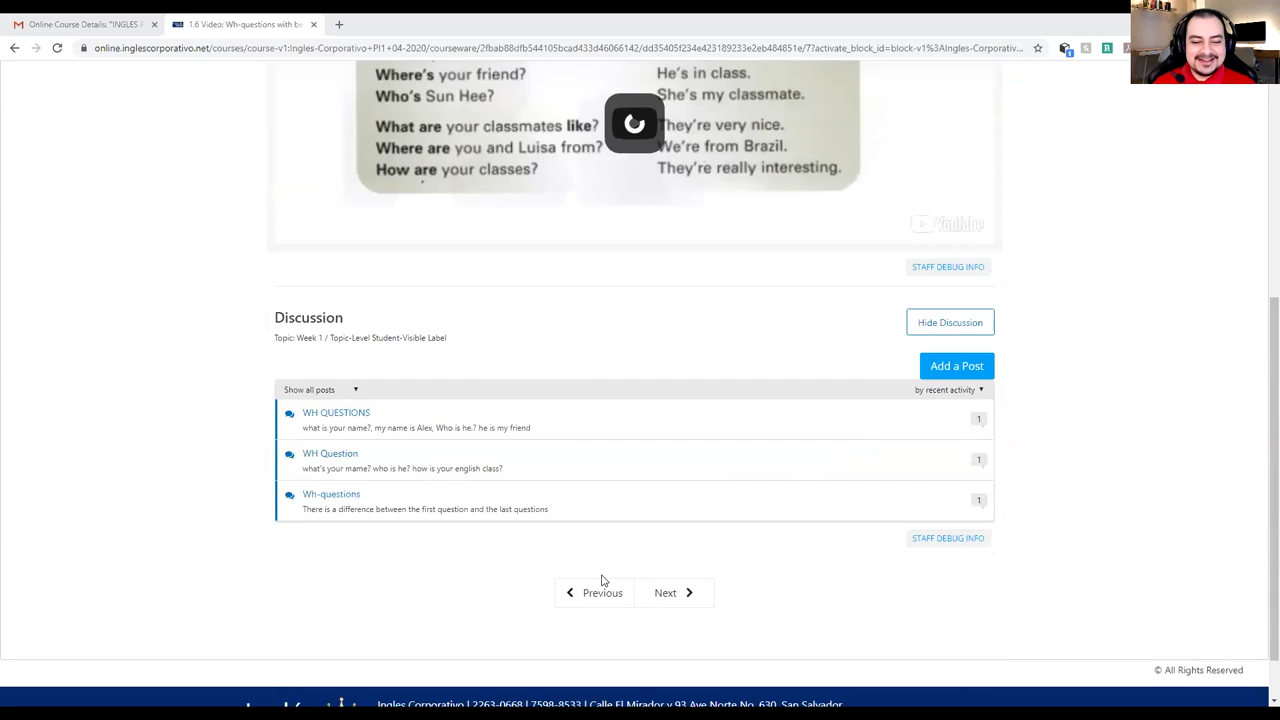 Online Course Details: "INGLES P
1.6 Video: Wh-questions with be
online.inglescorporativo.net/courses/course-v1:Ingles-Corporativo+PI1+04-2020/courseware/2fbab88dfb544105bcad433d46066142/dd35405f234e423189233e2eb484851e/7?activate_block_id=block-v1%3AIngles-Corporativ...
Where's your friend? He's in class.
Who's Sun Hee? She's my classmate.
What are your classmates like? They're very nice.
Where are you and Luisa from? We're from Brazil.
How are your classes? They're really interesting.
YouTube
STAFF DEBUG INFO
Discussion
Hide Discussion
Topic: Week 1 / Topic-Level Student-Visible Label
Add a Post
Show all posts by recent activity
WH QUESTIONS 1
what is your name?, my name is Alex, Who is he.? he is my friend
WH Question 1
what's your mame? who is he? how is your english class?
Wh-questions 1
There is a difference between the first question and the last questions
STAFF DEBUG INFO
Previous Next
© All Rights Reserved
Ingles Corporativo | 2263-0668 | 7598-8533 | Calle El Mirador y 93 Ave Norte No. 630, San Salvador